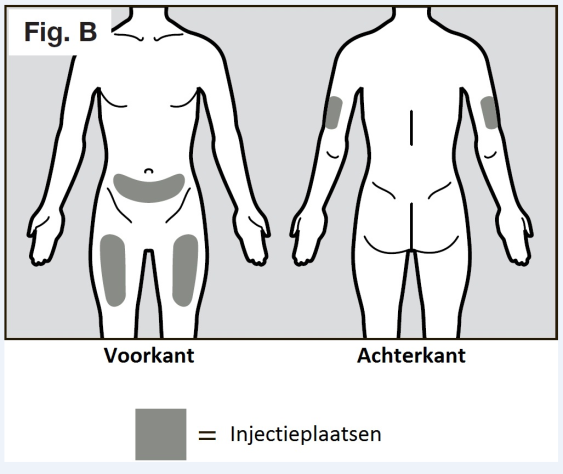 Fig. B
Voorkant Achterkant
= Injectieplaatsen